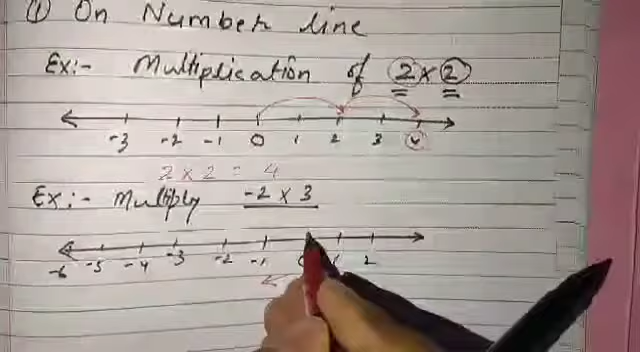 ① On Number line
Ex:- Multiplication of 2 x 2
-3 -2 -1 0 1 2 3 4
2 x 2 = 4
Ex:- Multiply -2 x 3
-6 -5 -4 -3 -2 -1 2